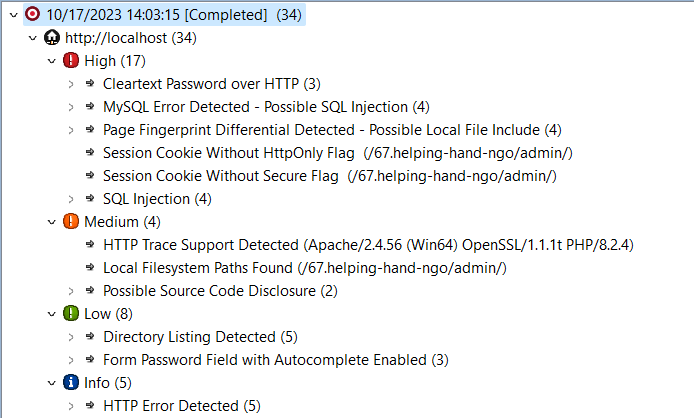 10/17/2023 14:03:15 [Completed] (34)
http://localhost (34)
High (17)
Cleartext Password over HTTP (3)
MySQL Error Detected - Possible SQL Injection (4)
Page Fingerprint Differential Detected - Possible Local File Include (4)
Session Cookie Without HttpOnly Flag (/67.helping-hand-ngo/admin/)
Session Cookie Without Secure Flag (/67.helping-hand-ngo/admin/)
SQL Injection (4)
Medium (4)
HTTP Trace Support Detected (Apache/2.4.56 (Win64) OpenSSL/1.1.1t PHP/8.2.4)
Local Filesystem Paths Found (/67.helping-hand-ngo/admin/)
Possible Source Code Disclosure (2)
Low (8)
Directory Listing Detected (5)
Form Password Field with Autocomplete Enabled (3)
Info (5)
HTTP Error Detected (5)